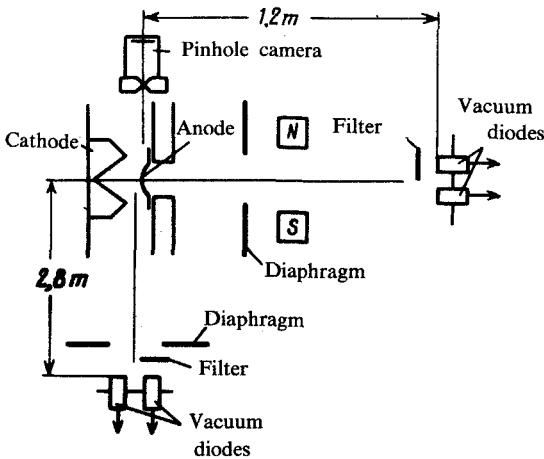 1,2 m
Pinhole camera
Cathode
Anode
N
Filter
Vacuum
diodes
S
Diaphragm
2,8 m
Diaphragm
Filter
Vacuum
diodes